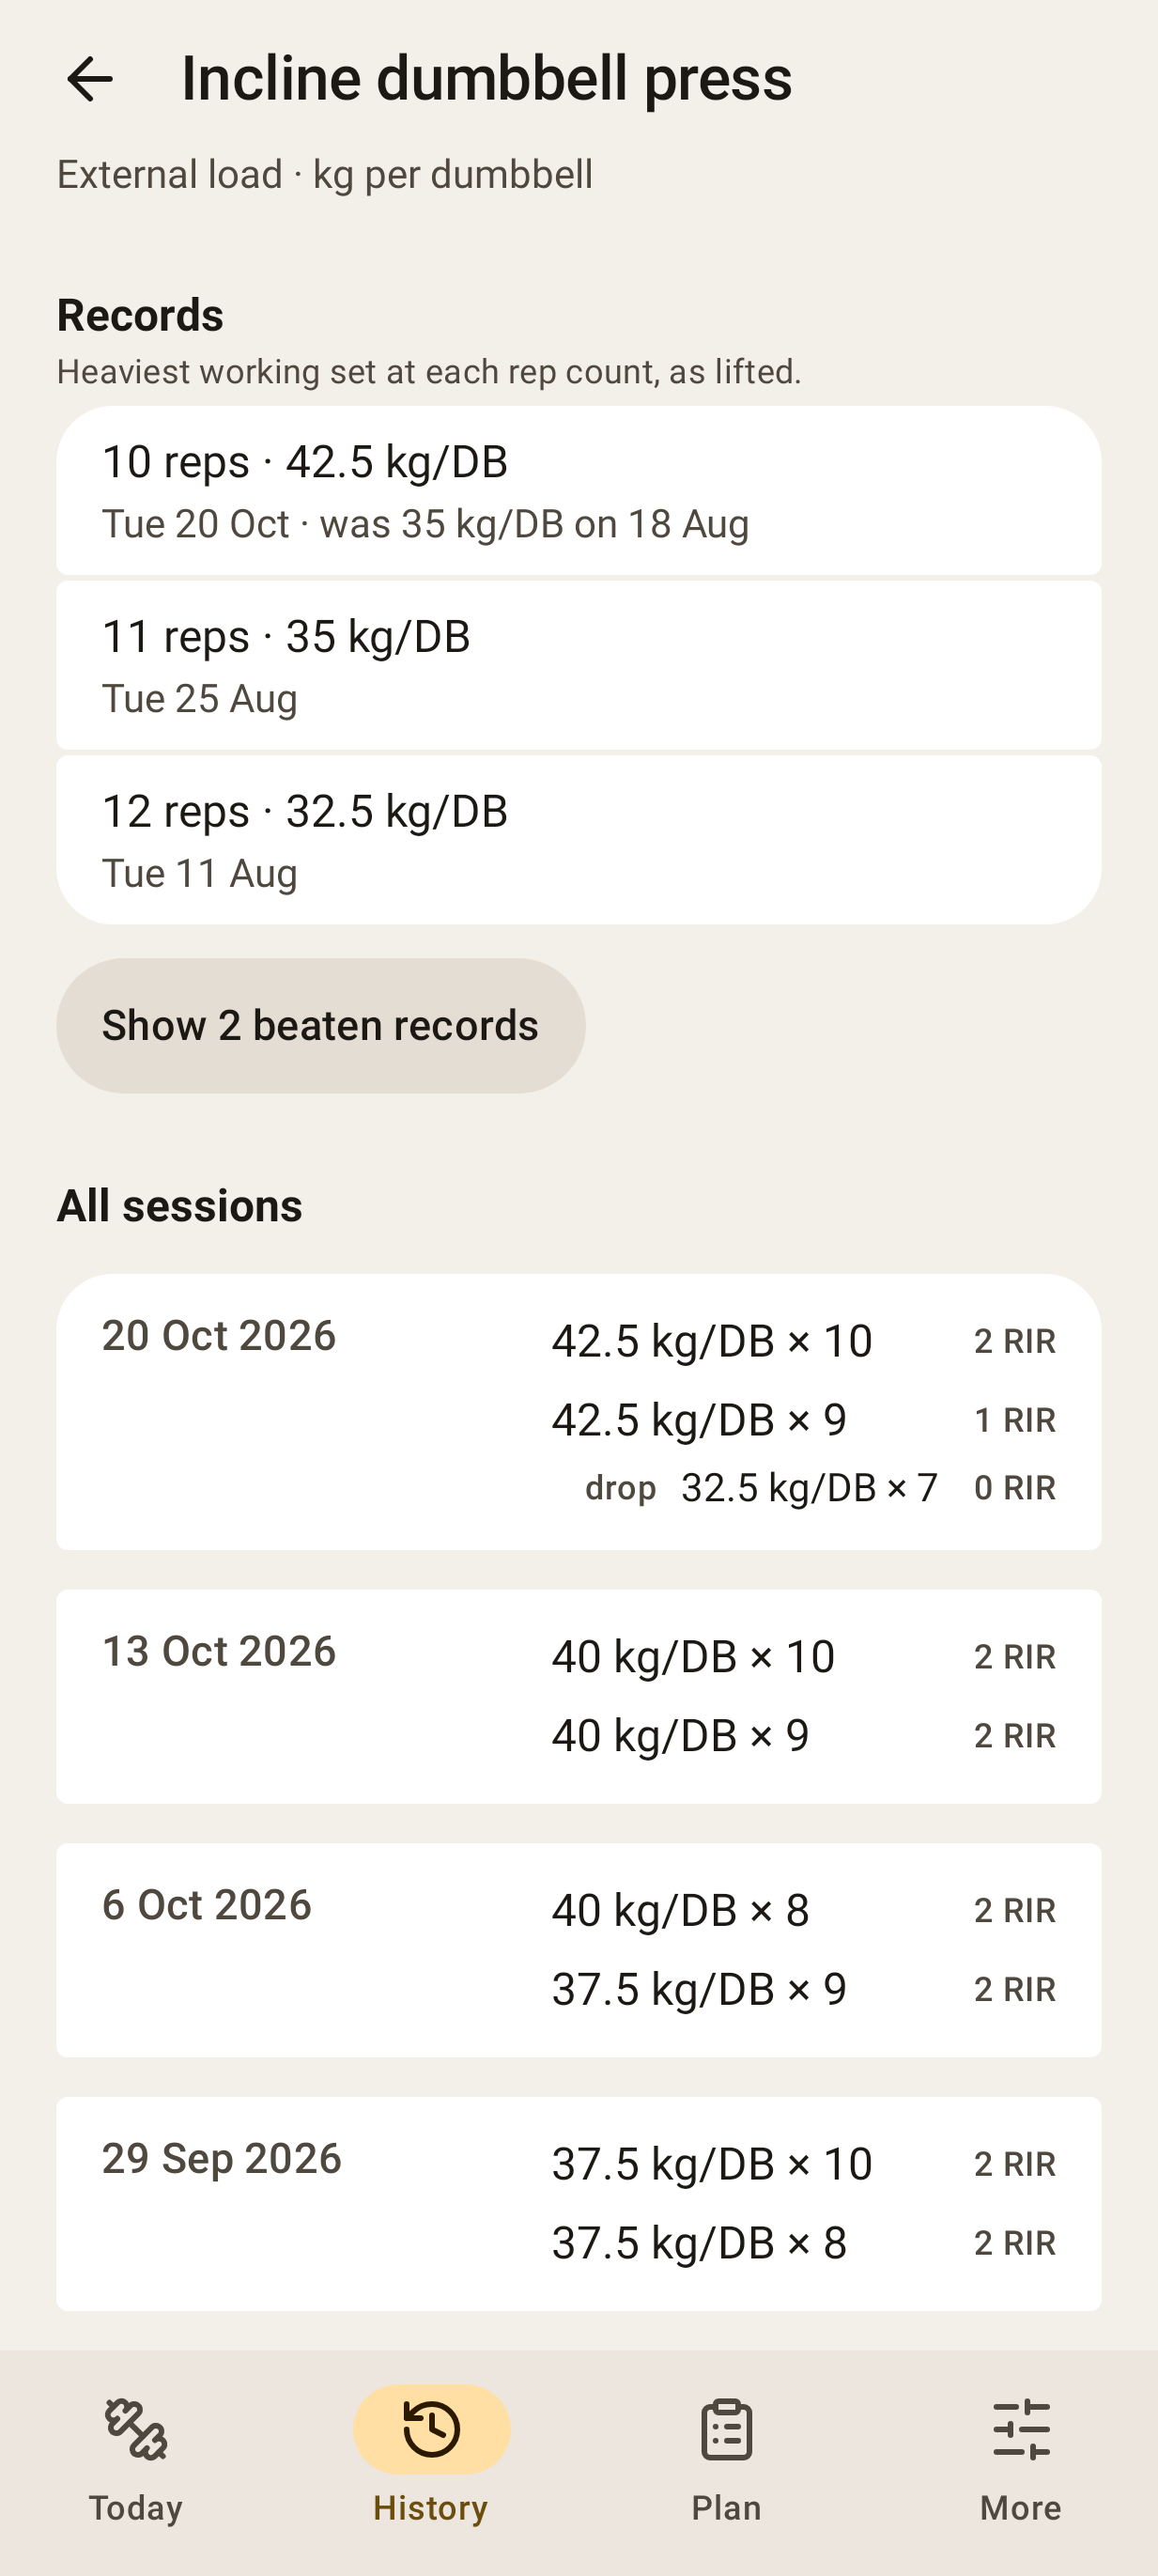 Incline dumbbell press
External load · kg per dumbbell
Records
Heaviest working set at each rep count, as lifted.
10 reps · 42.5 kg/DB
Tue 20 Oct · was 35 kg/DB on 18 Aug
11 reps · 35 kg/DB
Tue 25 Aug
12 reps · 32.5 kg/DB
Tue 11 Aug
Show 2 beaten records
All sessions
20 Oct 2026 42.5 kg/DB × 10 2 RIR
42.5 kg/DB × 9 1 RIR
drop 32.5 kg/DB × 7 0 RIR
13 Oct 2026 40 kg/DB × 10 2 RIR
40 kg/DB × 9 2 RIR
6 Oct 2026 40 kg/DB × 8 2 RIR
37.5 kg/DB × 9 2 RIR
29 Sep 2026 37.5 kg/DB × 10 2 RIR
37.5 kg/DB × 8 2 RIR
Today History Plan More